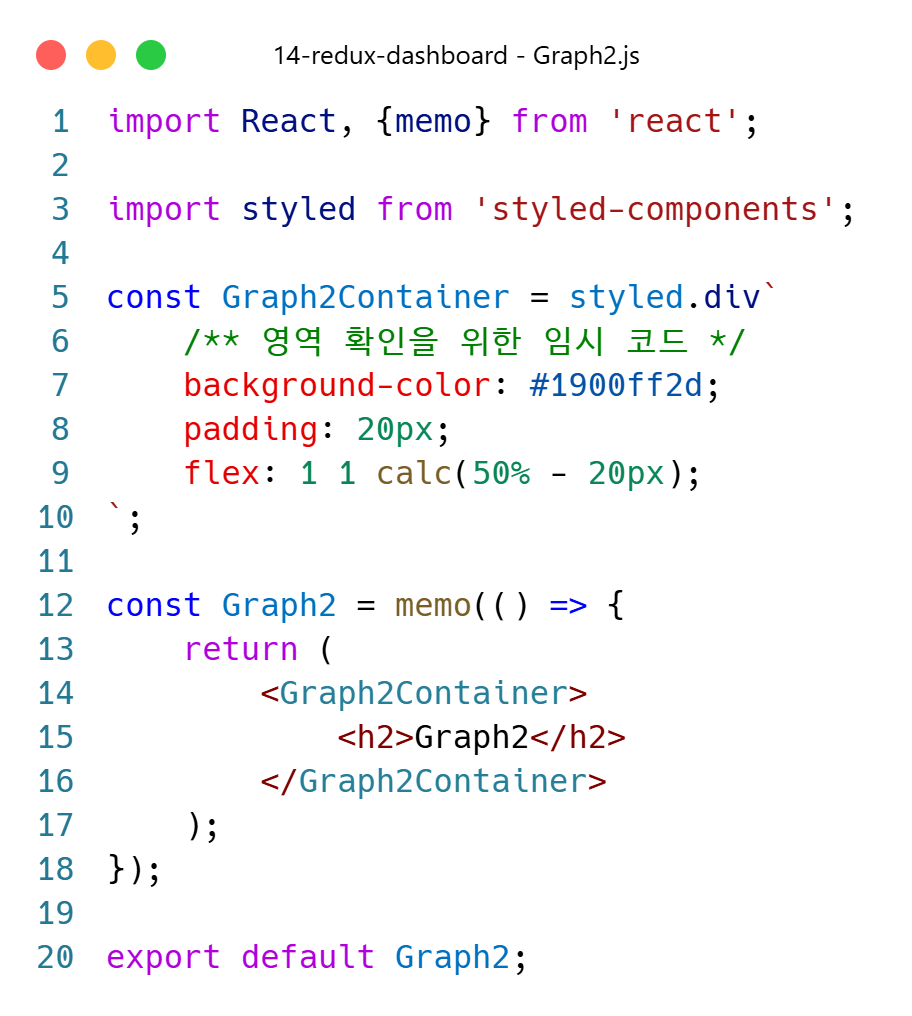 14-redux-dashboard - Graph2.js
1 import React, {memo} from 'react';
2
3 import styled from 'styled-components';
4
5 const Graph2Container = styled.div`
6     /** 영역 확인을 위한 임시 코드 */
7     background-color: #1900ff2d;
8     padding: 20px;
9     flex: 1 1 calc(50% - 20px);
10 `;
11
12 const Graph2 = memo(() => {
13     return (
14         <Graph2Container>
15             <h2>Graph2</h2>
16         </Graph2Container>
17     );
18 });
19
20 export default Graph2;